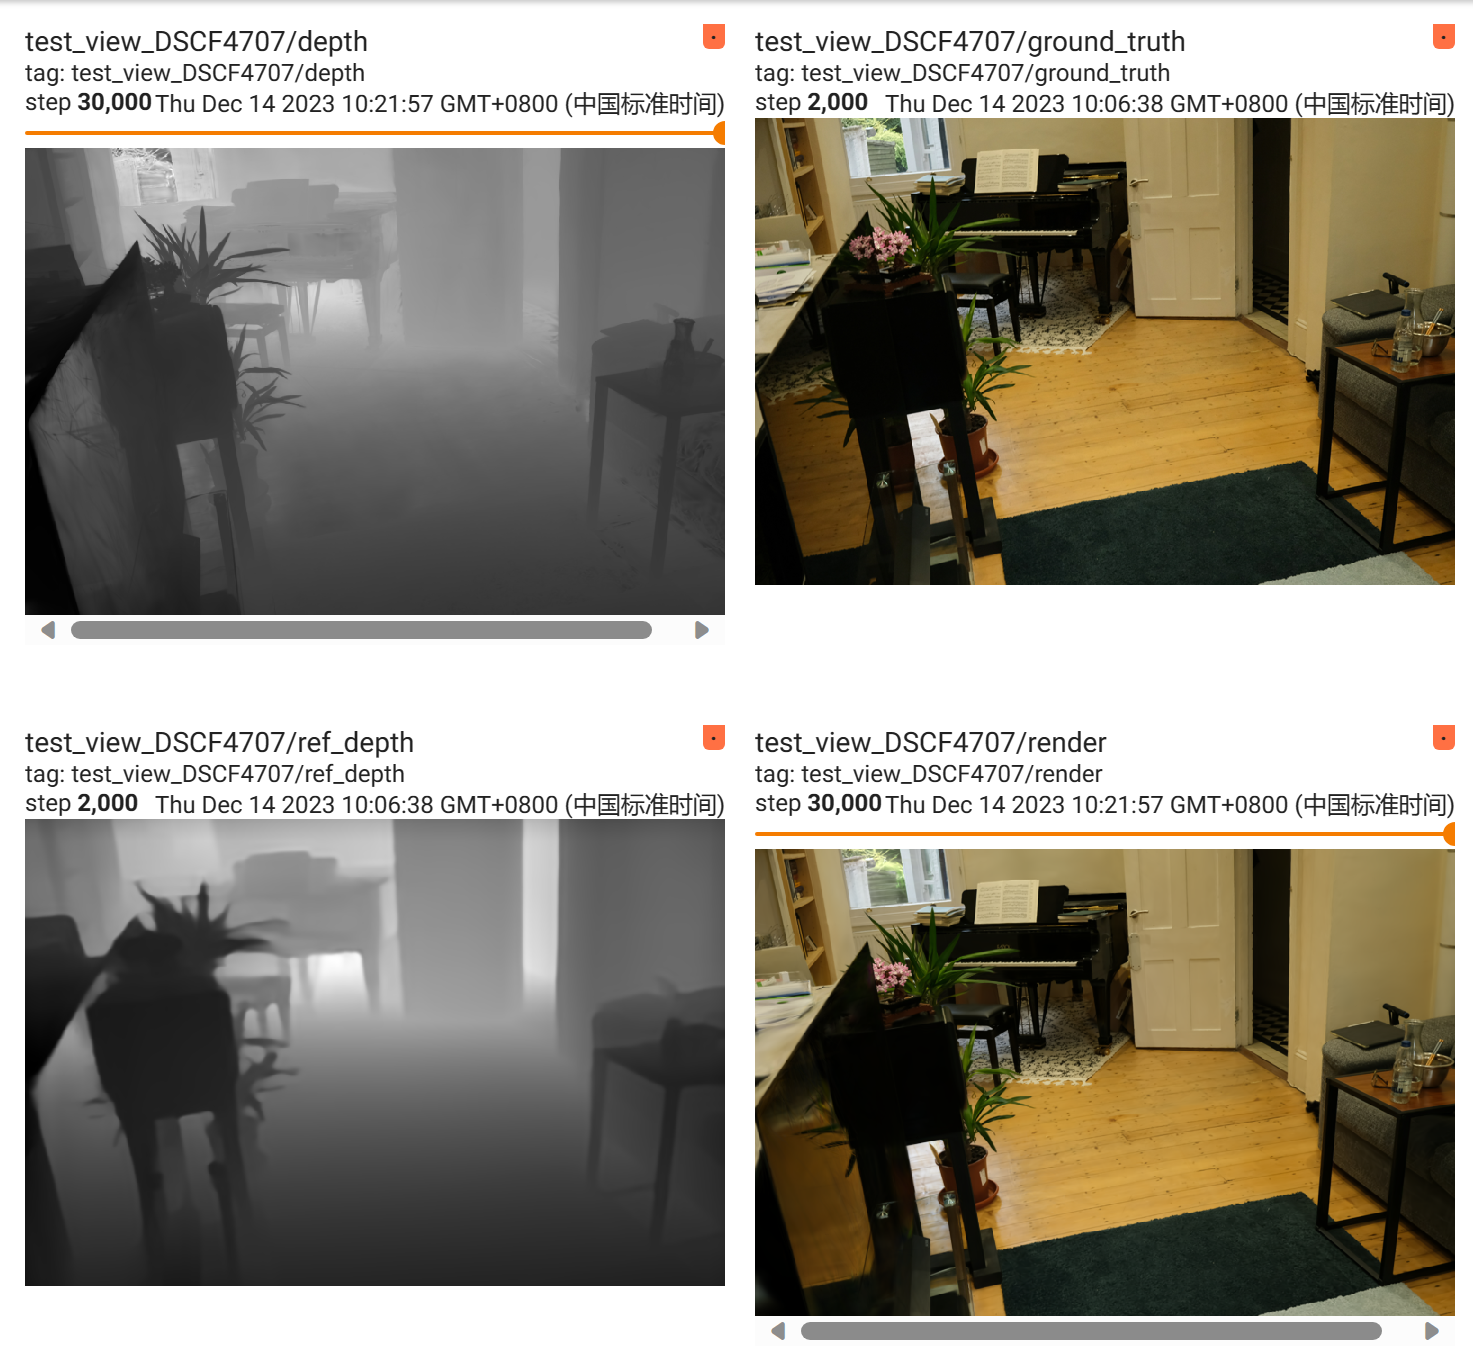 test_view_DSCF4707/depth
tag: test_view_DSCF4707/depth
step 30,000 Thu Dec 14 2023 10:21:57 GMT+0800 (中国标准时间)
test_view_DSCF4707/ground_truth
tag: test_view_DSCF4707/ground_truth
step 2,000 Thu Dec 14 2023 10:06:38 GMT+0800 (中国标准时间)
test_view_DSCF4707/ref_depth
tag: test_view_DSCF4707/ref_depth
step 2,000 Thu Dec 14 2023 10:06:38 GMT+0800 (中国标准时间)
test_view_DSCF4707/render
tag: test_view_DSCF4707/render
step 30,000 Thu Dec 14 2023 10:21:57 GMT+0800 (中国标准时间)